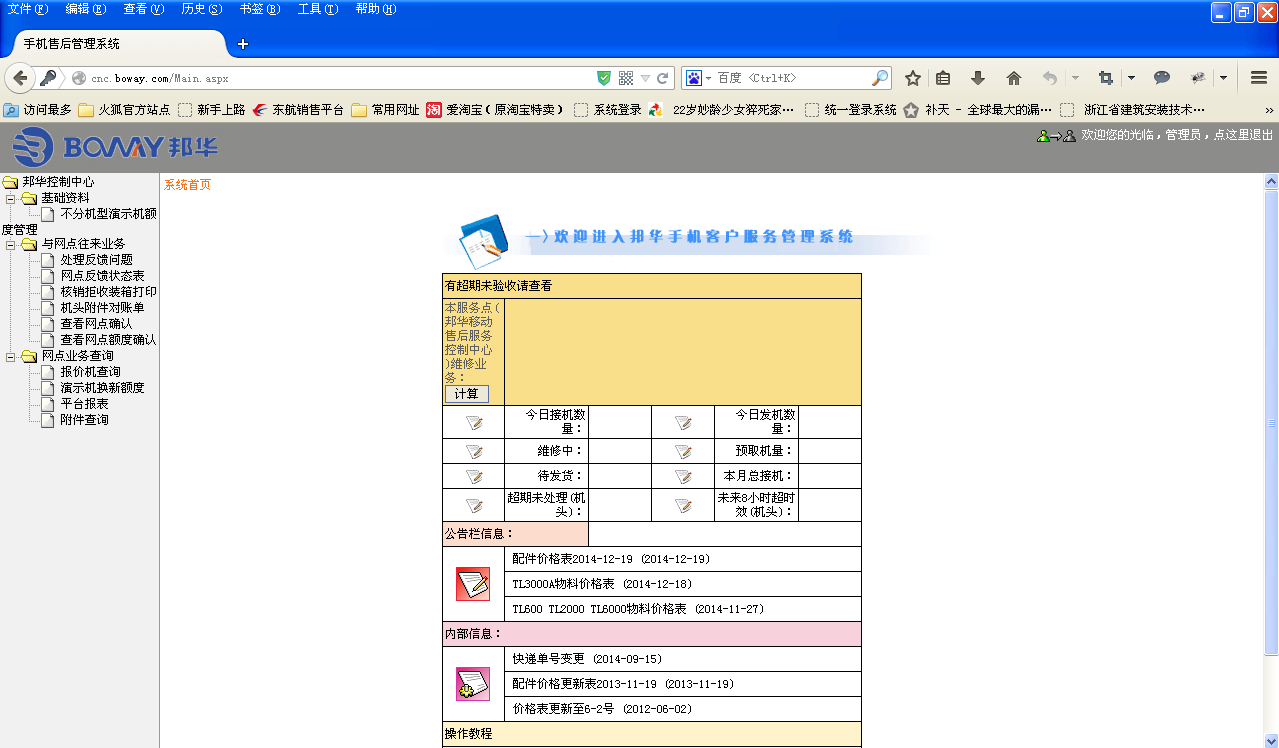 文件(F) 编辑(E) 查看(V) 历史(S) 书签(B) 工具(T) 帮助(H)
手机售后管理系统
cnc.boway.com/Main.aspx
百度 <Ctrl+K>
访问最多 火狐官方站点 新手上路 东航销售平台 常用网址 淘 爱淘宝(原淘宝特卖) 系统登录 22岁妙龄少女猝死家… 统一登录系统 补天 - 全球最大的漏… 浙江省建筑安装技术… »
BOWAY 邦华
欢迎您的光临，管理员，点这里退出
邦华控制中心
基础资料
不分机型演示机额
度管理
与网点往来业务
处理反馈问题
网点反馈状态表
核销拒收装箱打印
机头附件对账单
查看网点确认
查看网点额度确认
网点业务查询
报价机查询
演示机换新额度
平台报表
附件查询
系统首页
—>欢迎进入邦华手机客户服务管理系统
有超期未验收请查看
本服务点(
邦华移动
售后服务
控制中心
)维修业
务：
计算
今日接机数
量：
今日发机数
量：
维修中：
预取机量：
待发货：
本月总接机：
超期未处理(机
头)：
未来8小时超时
效(机头)：
公告栏信息：
配件价格表2014-12-19 (2014-12-19)
TL3000A物料价格表 (2014-12-18)
TL600 TL2000 TL6000物料价格表 (2014-11-27)
内部信息：
快递单号变更 (2014-09-15)
配件价格更新表2013-11-19 (2013-11-19)
价格表更新至6-2号 (2012-06-02)
操作教程